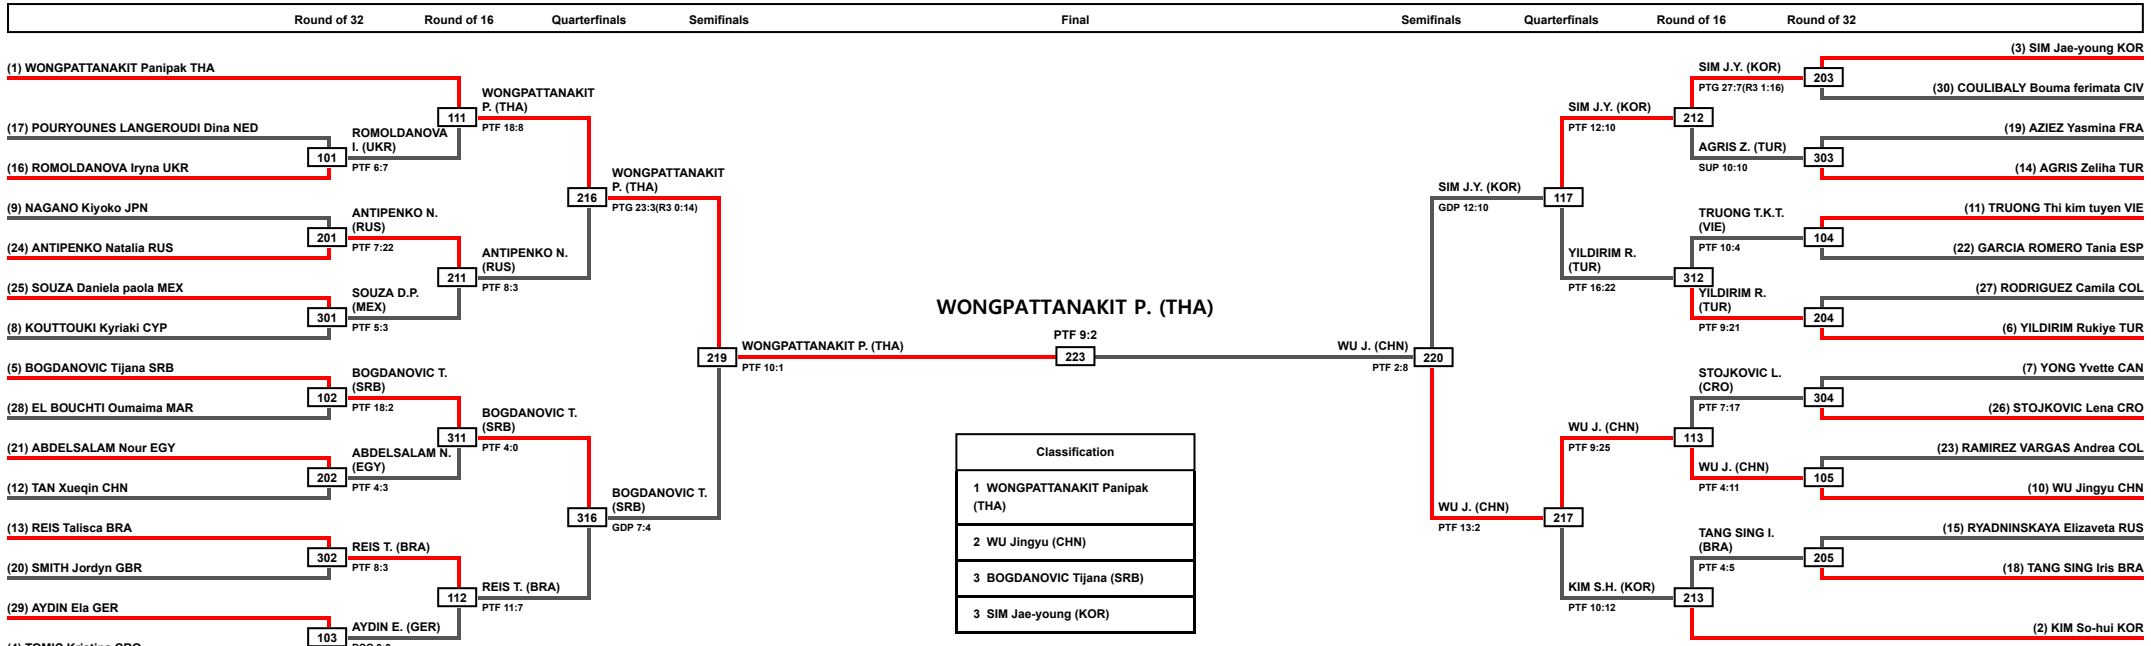 Round of 32 Round of 16 Quarterfinals Semifinals Final Semifinals Quarterfinals Round of 16 Round of 32
(1) WONGPATTANAKIT Panipak THA
(17) POURYOUNES LANGEROUDI Dina NED
(16) ROMOLDANOVA Iryna UKR
(9) NAGANO Kiyoko JPN
(24) ANTIPENKO Natalia RUS
(25) SOUZA Daniela paola MEX
(8) KOUTTOUKI Kyriaki CYP
(5) BOGDANOVIC Tijana SRB
(28) EL BOUCHTI Oumaima MAR
(21) ABDELSALAM Nour EGY
(12) TAN Xueqin CHN
(13) REIS Talisca BRA
(20) SMITH Jordyn GBR
(29) AYDIN Ela GER
101
ROMOLDANOVA
I. (UKR)
PTF 6:7
201
ANTIPENKO N.
(RUS)
PTF 7:22
301
SOUZA D.P.
(MEX)
PTF 5:3
102
BOGDANOVIC T.
(SRB)
PTF 18:2
202
ABDELSALAM N.
(EGY)
PTF 4:3
302
REIS T. (BRA)
PTF 8:3
103
AYDIN E. (GER)
111
WONGPATTANAKIT
P. (THA)
PTF 18:8
211
ANTIPENKO N.
(RUS)
PTF 8:3
311
BOGDANOVIC T.
(SRB)
PTF 4:0
112
REIS T. (BRA)
PTF 11:7
216
WONGPATTANAKIT
P. (THA)
PTG 23:3(R3 0:14)
316
BOGDANOVIC T.
(SRB)
GDP 7:4
219
WONGPATTANAKIT P. (THA)
PTF 10:1
WONGPATTANAKIT P. (THA)
PTF 9:2
223
Classification
1 WONGPATTANAKIT Panipak
(THA)
2 WU Jingyu (CHN)
3 BOGDANOVIC Tijana (SRB)
3 SIM Jae-young (KOR)
WU J. (CHN)
PTF 2:8
220
SIM J.Y. (KOR)
GDP 12:10
117
WU J. (CHN)
PTF 13:2
217
SIM J.Y. (KOR)
PTF 12:10
212
YILDIRIM R.
(TUR)
PTF 16:22
312
WU J. (CHN)
PTF 9:25
113
KIM S.H. (KOR)
PTF 10:12
213
SIM J.Y. (KOR)
PTG 27:7(R3 1:16)
203
AGRIS Z. (TUR)
SUP 10:10
303
TRUONG T.K.T.
(VIE)
PTF 10:4
104
YILDIRIM R.
(TUR)
PTF 9:21
204
STOJKOVIC L.
(CRO)
PTF 7:17
304
WU J. (CHN)
PTF 4:11
105
TANG SING I.
(BRA)
PTF 4:5
205
(3) SIM Jae-young KOR
(30) COULIBALY Bouma ferimata CIV
(19) AZIEZ Yasmina FRA
(14) AGRIS Zeliha TUR
(11) TRUONG Thi kim tuyen VIE
(22) GARCIA ROMERO Tania ESP
(27) RODRIGUEZ Camila COL
(6) YILDIRIM Rukiye TUR
(7) YONG Yvette CAN
(26) STOJKOVIC Lena CRO
(23) RAMIREZ VARGAS Andrea COL
(10) WU Jingyu CHN
(15) RYADNINSKAYA Elizaveta RUS
(18) TANG SING Iris BRA
(2) KIM So-hui KOR